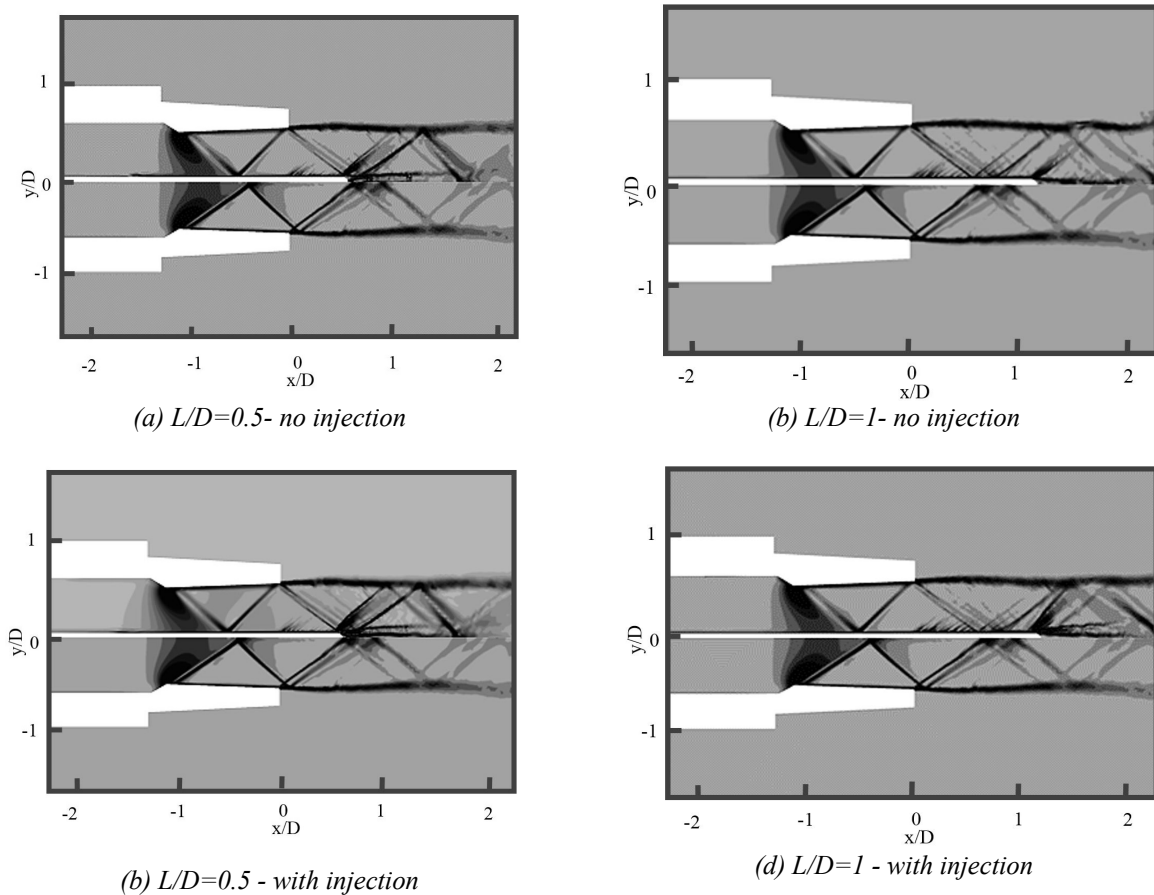 1
0
-1
y/D
-2
-1
0
1
2
x/D
(a) L/D=0.5- no injection
1
0
-1
y/D
-2
-1
0
1
2
x/D
(b) L/D=1- no injection
1
0
-1
y/D
-2
-1
0
1
2
x/D
(b) L/D=0.5 - with injection
1
0
-1
y/D
-2
-1
0
1
2
x/D
(d) L/D=1 - with injection